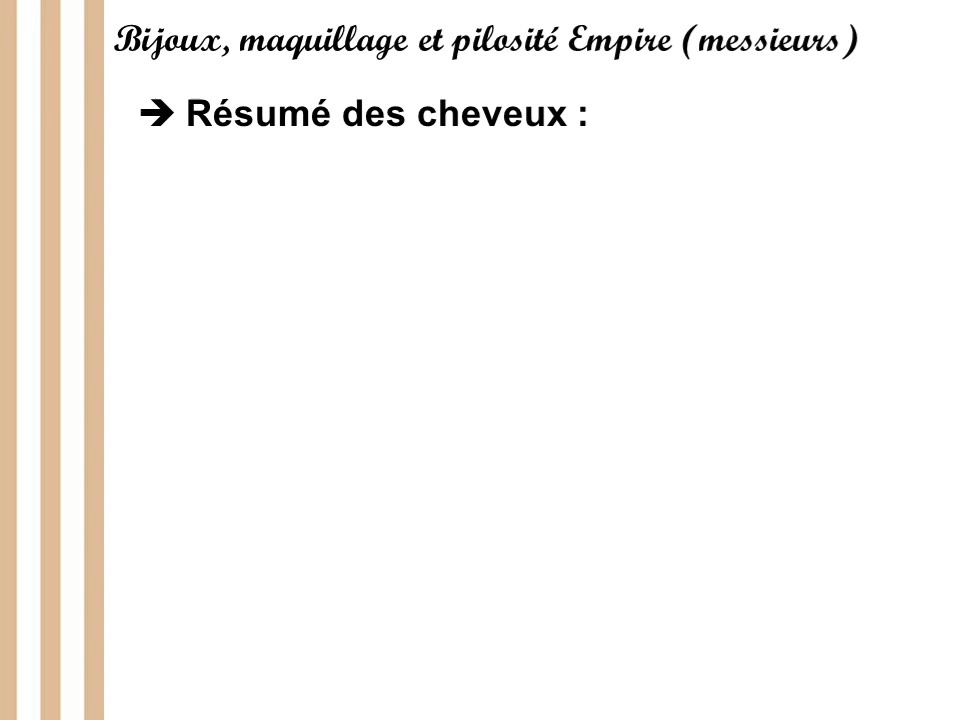 Bijoux, maquillage et pilosité Empire (messieurs)
➔ Résumé des cheveux :